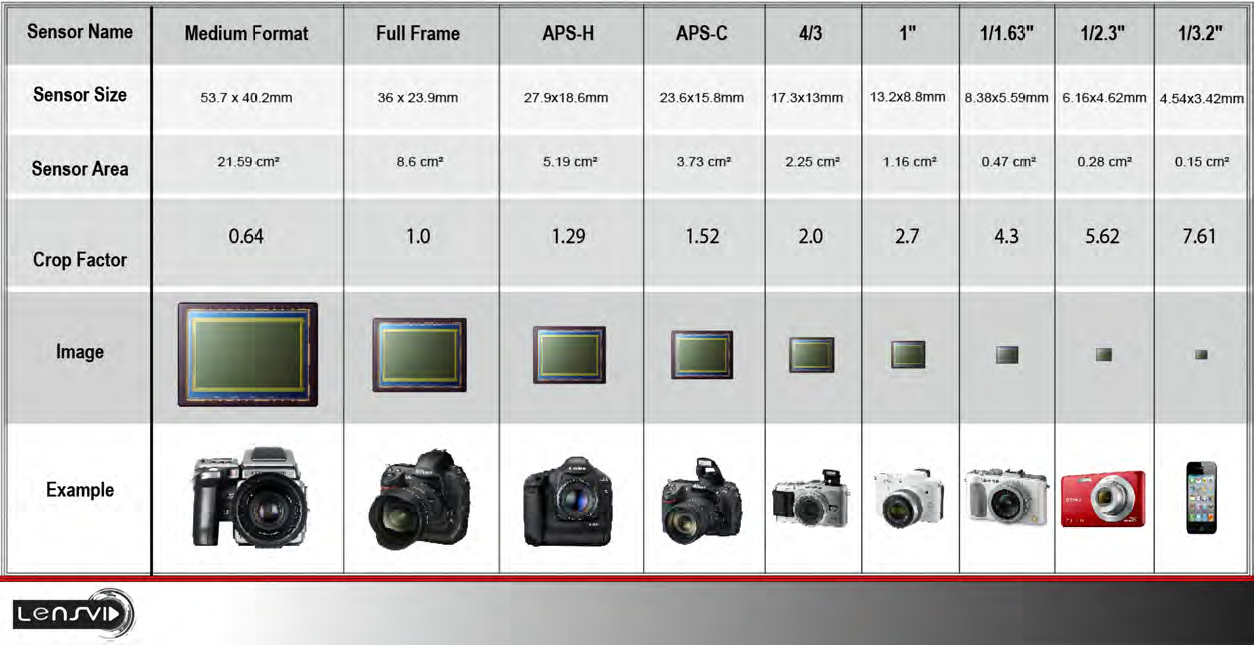 Sensor Name Medium Format Full Frame APS-H APS-C 4/3 1" 1/1.63" 1/2.3" 1/3.2"
Sensor Size 53.7 x 40.2mm 36 x 23.9mm 27.9x18.6mm 23.6x15.8mm 17.3x13mm 13.2x8.8mm 8.38x5.59mm 6.16x4.62mm 4.54x3.42mm
Sensor Area 21.59 cm² 8.6 cm² 5.19 cm² 3.73 cm² 2.25 cm² 1.16 cm² 0.47 cm² 0.28 cm² 0.15 cm²
Crop Factor 0.64 1.0 1.29 1.52 2.0 2.7 4.3 5.62 7.61
Image
Example
LENSVID